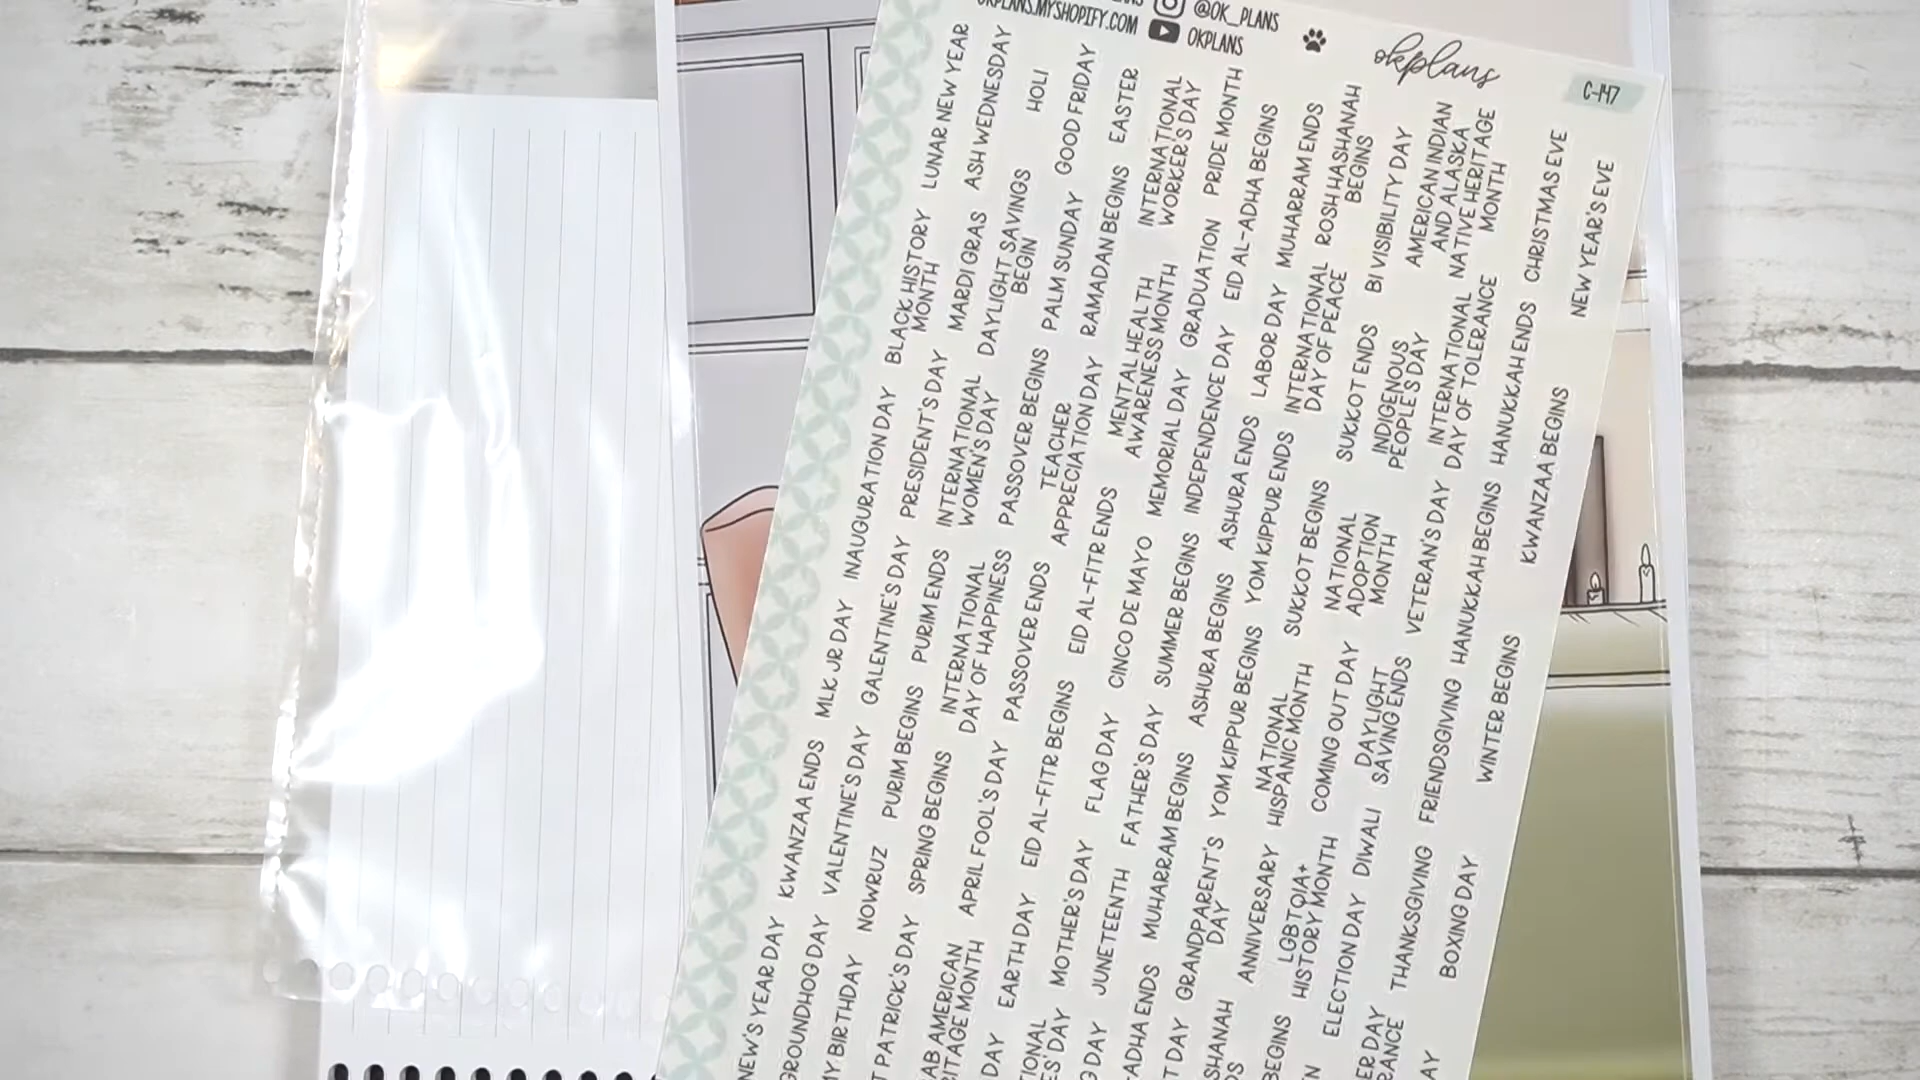 OKPLANS.MYSHOPIFY.COM
@OK_PLANS
OKPLANS
okplans
C-147
NEW'S YEAR DAY
KWANZAA ENDS
MLK JR DAY
INAUGURATION DAY
BLACK HISTORY
MONTH
LUNAR NEW YEAR
GROUNDHOG DAY
VALENTINE'S DAY
GALENTINE'S DAY
PRESIDENT'S DAY
MARDI GRAS
ASH WEDNESDAY
MY BIRTHDAY
NOWRUZ
PURIM BEGINS
PURIM ENDS
INTERNATIONAL
WOMEN'S DAY
DAYLIGHT SAVINGS
BEGIN
HOLI
PATRICK'S DAY
SPRING BEGINS
INTERNATIONAL
DAY OF HAPPINESS
PASSOVER BEGINS
PALM SUNDAY
GOOD FRIDAY
AMERICAN
MONTH
APRIL FOOL'S DAY
PASSOVER ENDS
TEACHER
APPRECIATION DAY
RAMADAN BEGINS
EASTER
DAY
EARTH DAY
EID AL-FITR BEGINS
EID AL-FITR ENDS
MENTAL HEALTH
AWARENESS MONTH
INTERNATIONAL
WORKER'S DAY
DAY
MOTHER'S DAY
FLAG DAY
CINCO DE MAYO
MEMORIAL DAY
GRADUATION
PRIDE MONTH
DAY
JUNETEENTH
FATHER'S DAY
SUMMER BEGINS
INDEPENDENCE DAY
EID AL-ADHA BEGINS
ADHA ENDS
MUHARRAM BEGINS
ASHURA BEGINS
ASHURA ENDS
LABOR DAY
MUHARRAM ENDS
DAY
GRANDPARENT'S
DAY
YOM KIPPUR BEGINS
YOM KIPPUR ENDS
INTERNATIONAL
DAY OF PEACE
ROSH HASHANAH
BEGINS
ANNIVERSARY
NATIONAL
HISPANIC MONTH
SUKKOT BEGINS
SUKKOT ENDS
BI VISIBILITY DAY
BEGINS
LGBTQIA+
HISTORY MONTH
COMING OUT DAY
NATIONAL
ADOPTION
MONTH
INDIGENOUS
PEOPLE'S DAY
AMERICAN INDIAN
AND ALASKA
NATIVE HERITAGE
MONTH
ELECTION DAY
DIWALI
DAYLIGHT
SAVING ENDS
VETERAN'S DAY
INTERNATIONAL
DAY OF TOLERANCE
DAY
THANKSGIVING
FRIENDSGIVING
HANUKKAH BEGINS
HANUKKAH ENDS
CHRISTMAS EVE
BOXING DAY
WINTER BEGINS
KWANZAA BEGINS
NEW YEAR'S EVE